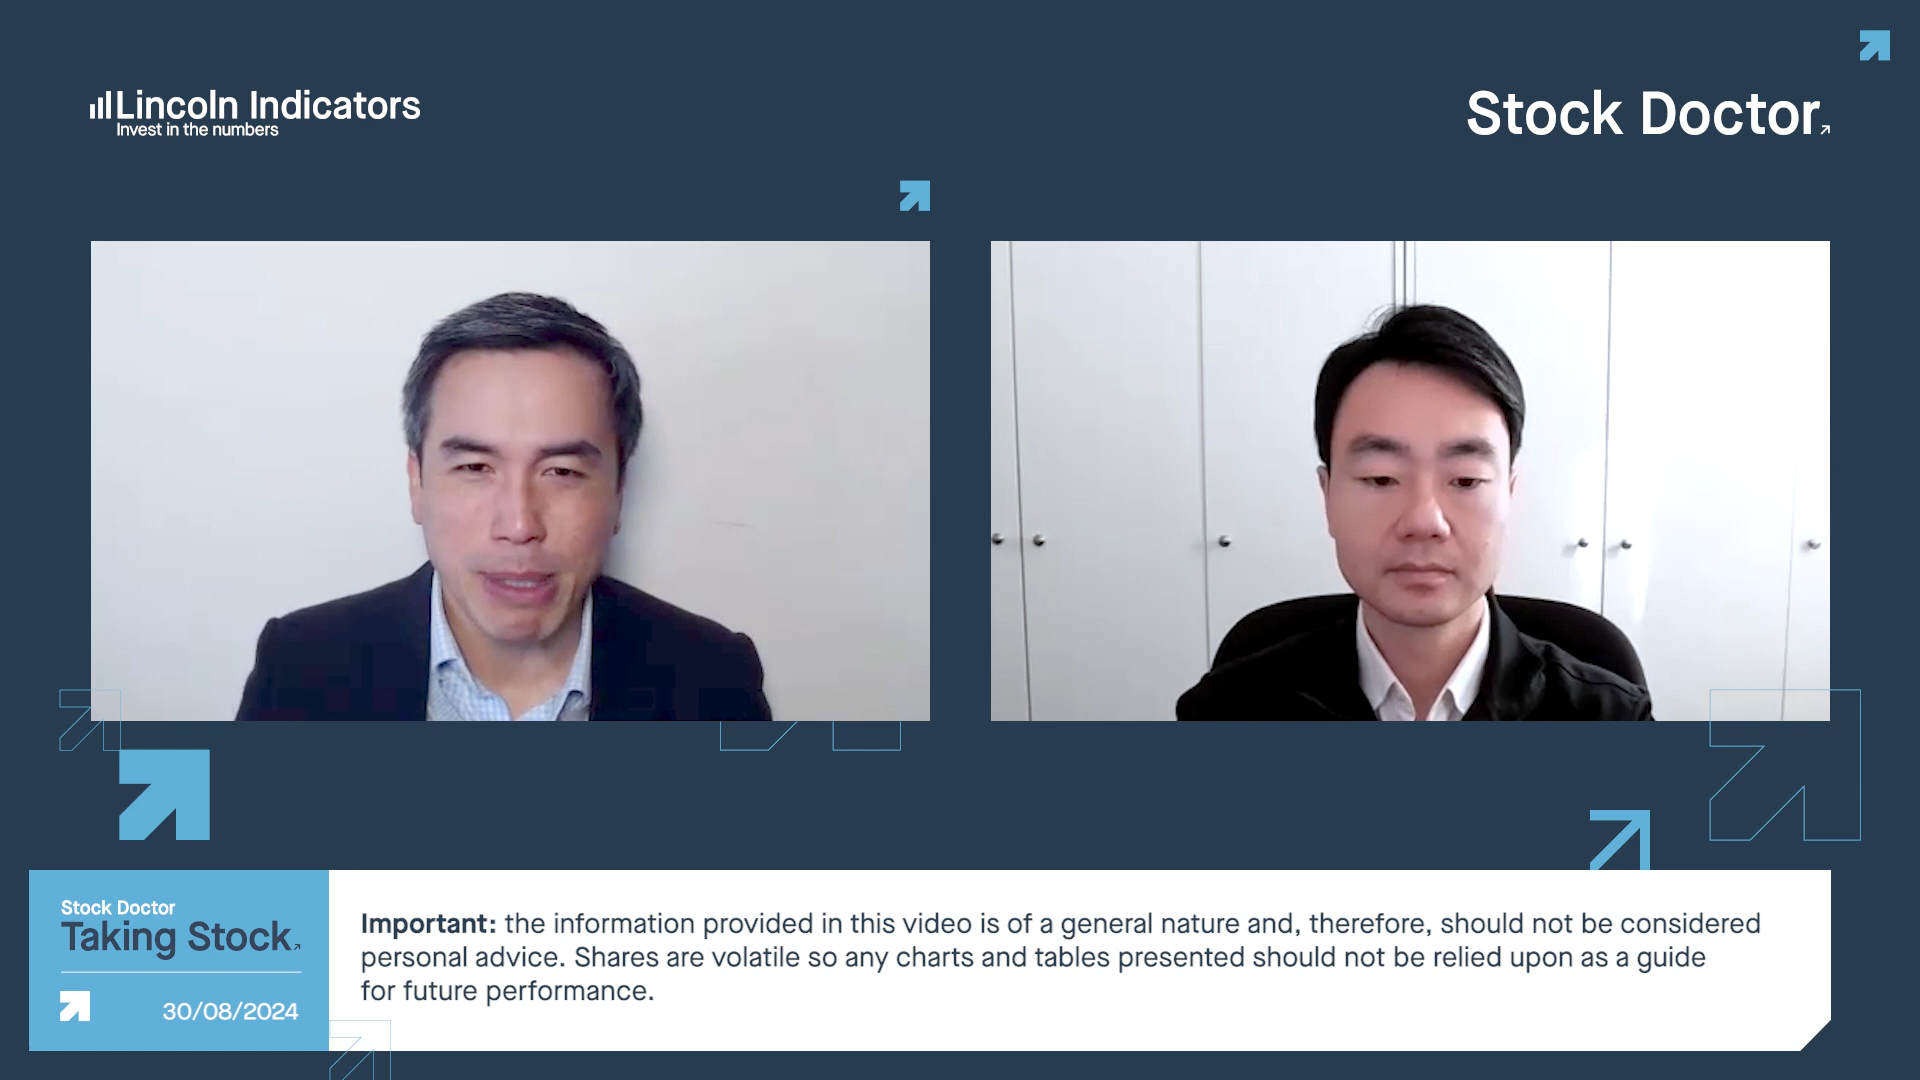 Lincoln Indicators
Invest in the numbers
Stock Doctor
Stock Doctor
Taking Stock
30/08/2024
Important: the information provided in this video is of a general nature and, therefore, should not be considered
personal advice. Shares are volatile so any charts and tables presented should not be relied upon as a guide
for future performance.